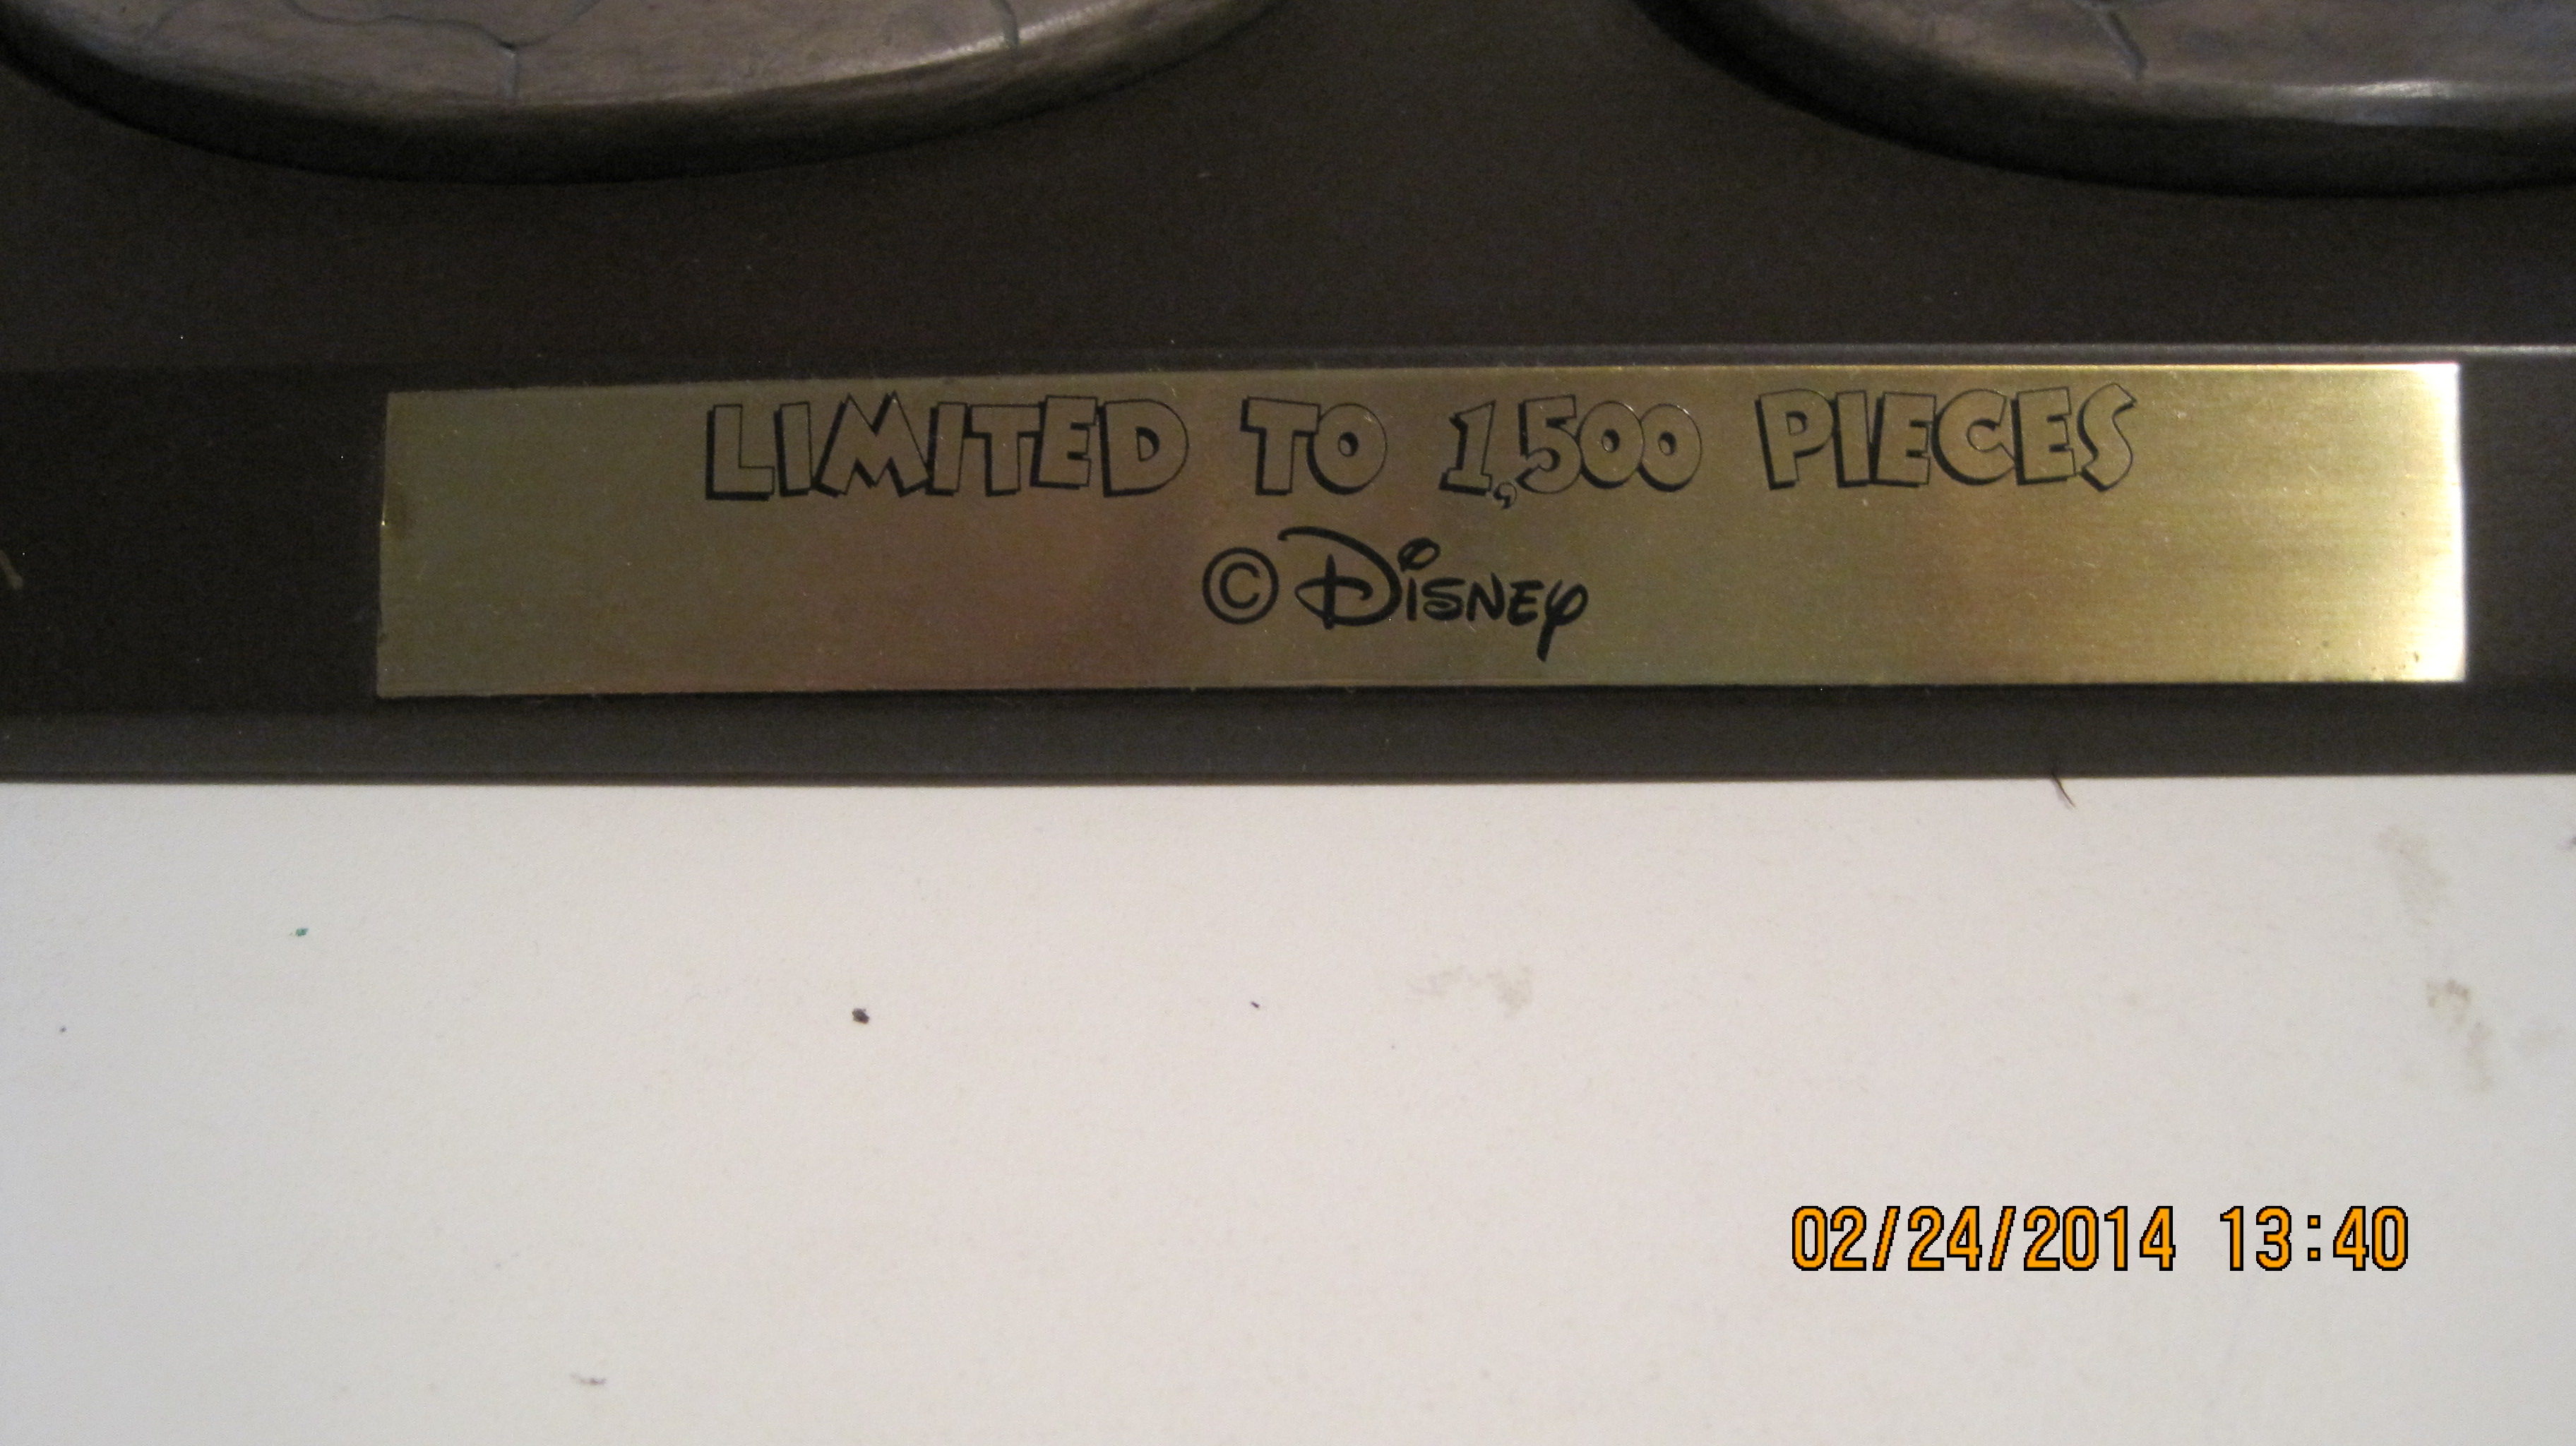 LIMITED TO 1,500 PIECES
© Disney
02/24/2014 13:40